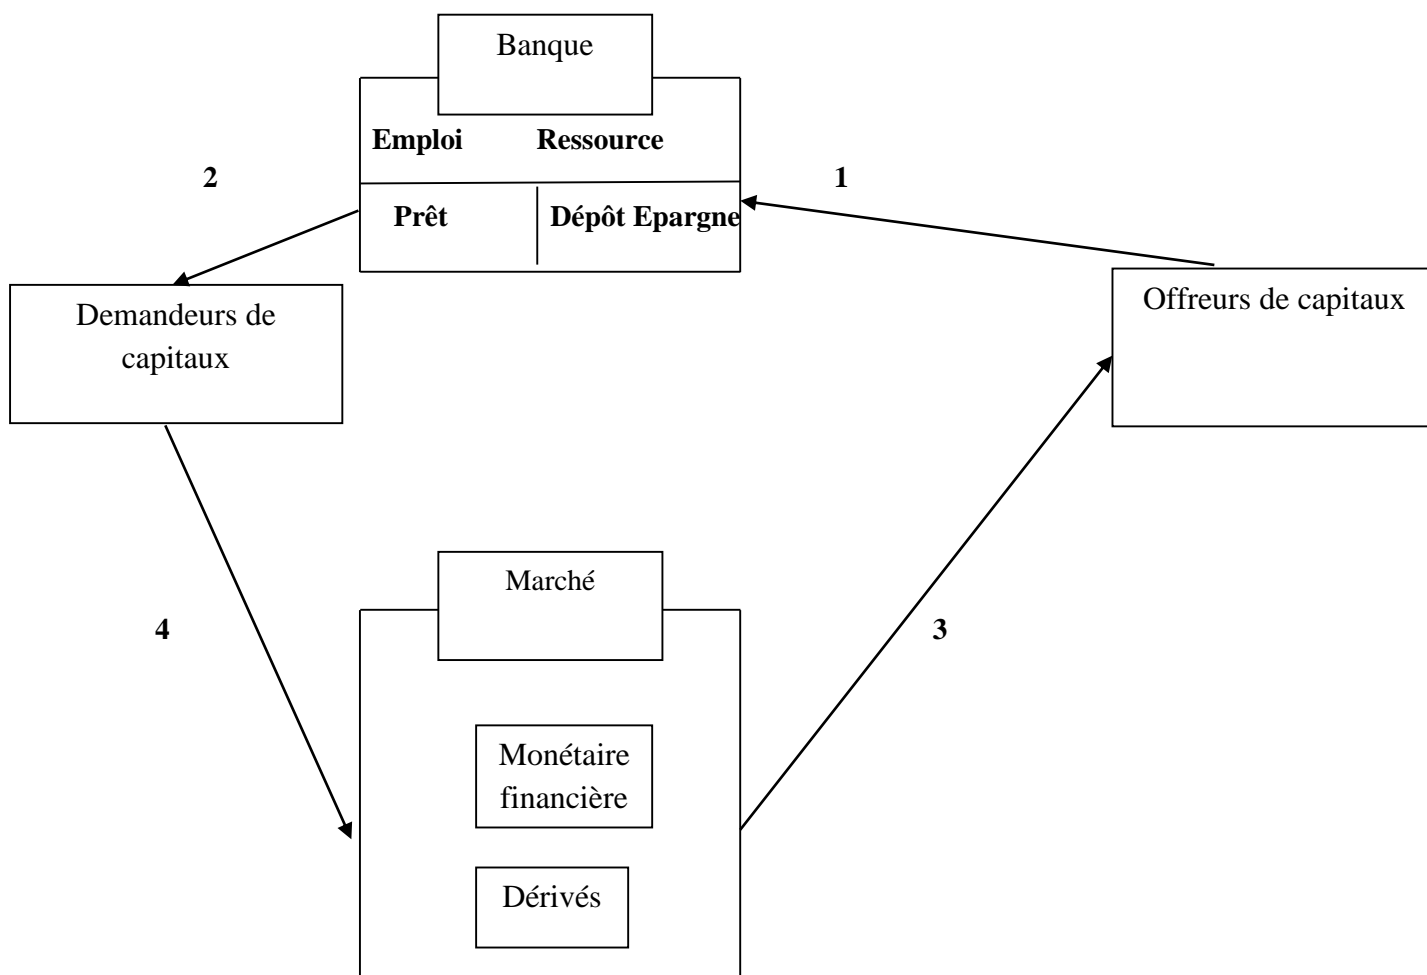 Banque
Emploi Ressource
2
1
Prêt Dépôt Epargne
Demandeurs de
capitaux
Offreurs de capitaux
Marché
4
3
Monétaire
financière
Dérivés